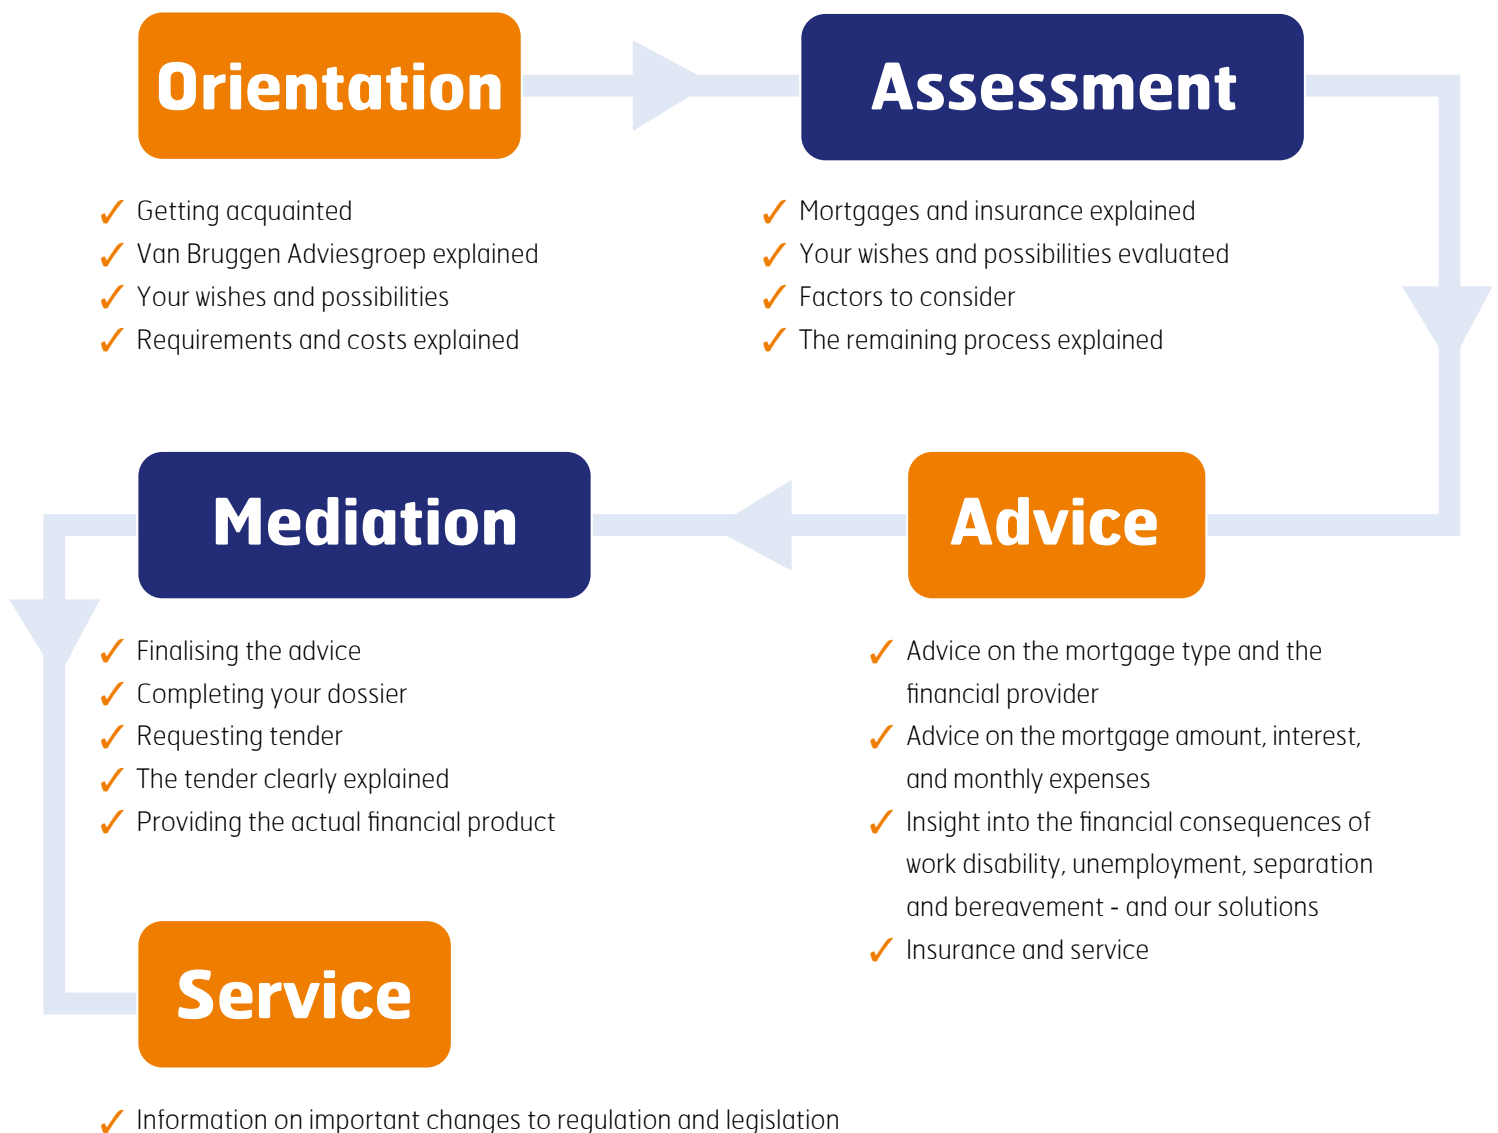 Orientation
Getting acquainted
Van Bruggen Adviesgroep explained
Your wishes and possibilities
Requirements and costs explained
Assessment
Mortgages and insurance explained
Your wishes and possibilities evaluated
Factors to consider
The remaining process explained
Advice
Advice on the mortgage type and the
financial provider
Advice on the mortgage amount, interest,
and monthly expenses
Insight into the financial consequences of
work disability, unemployment, separation
and bereavement - and our solutions
Insurance and service
Mediation
Finalising the advice
Completing your dossier
Requesting tender
The tender clearly explained
Providing the actual financial product
Service
Information on important changes to regulation and legislation